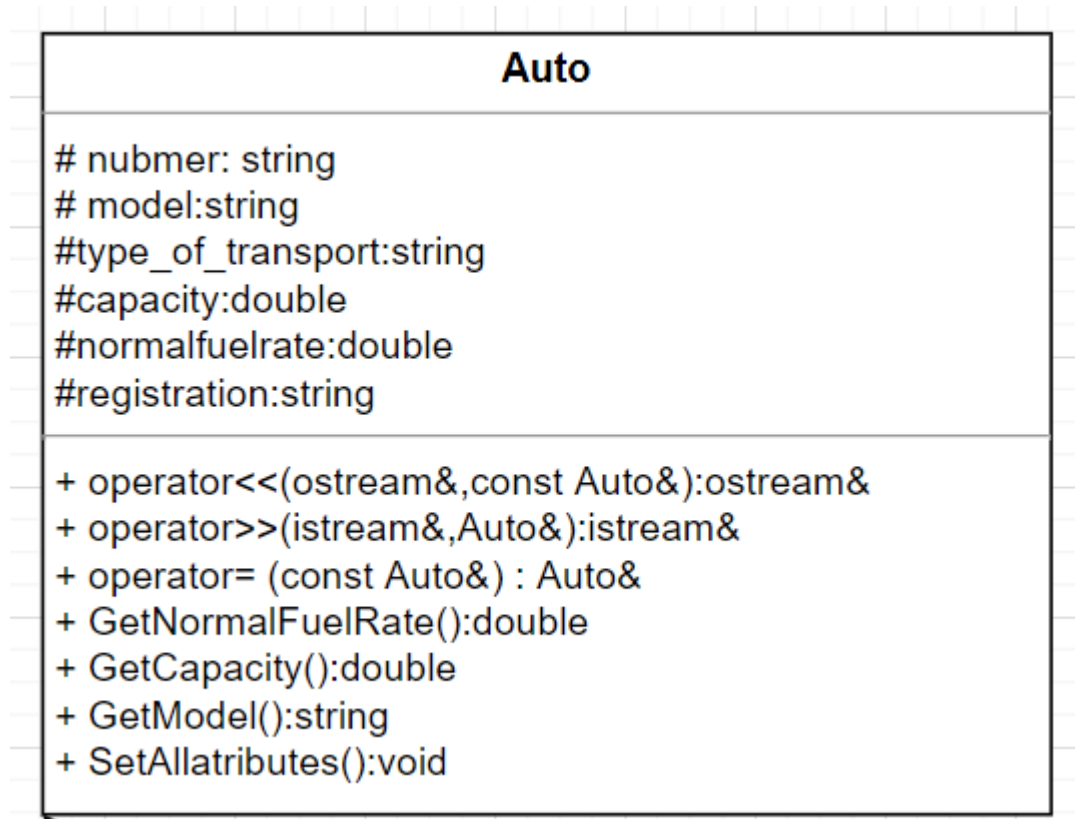 Auto
# nubmer: string
# model:string
#type_of_transport:string
#capacity:double
#normalfuelrate:double
#registration:string
+ operator<<(ostream&,const Auto&):ostream&
+ operator>>(istream&,Auto&):istream&
+ operator= (const Auto&) : Auto&
+ GetNormalFuelRate():double
+ GetCapacity():double
+ GetModel():string
+ SetAllatributes():void